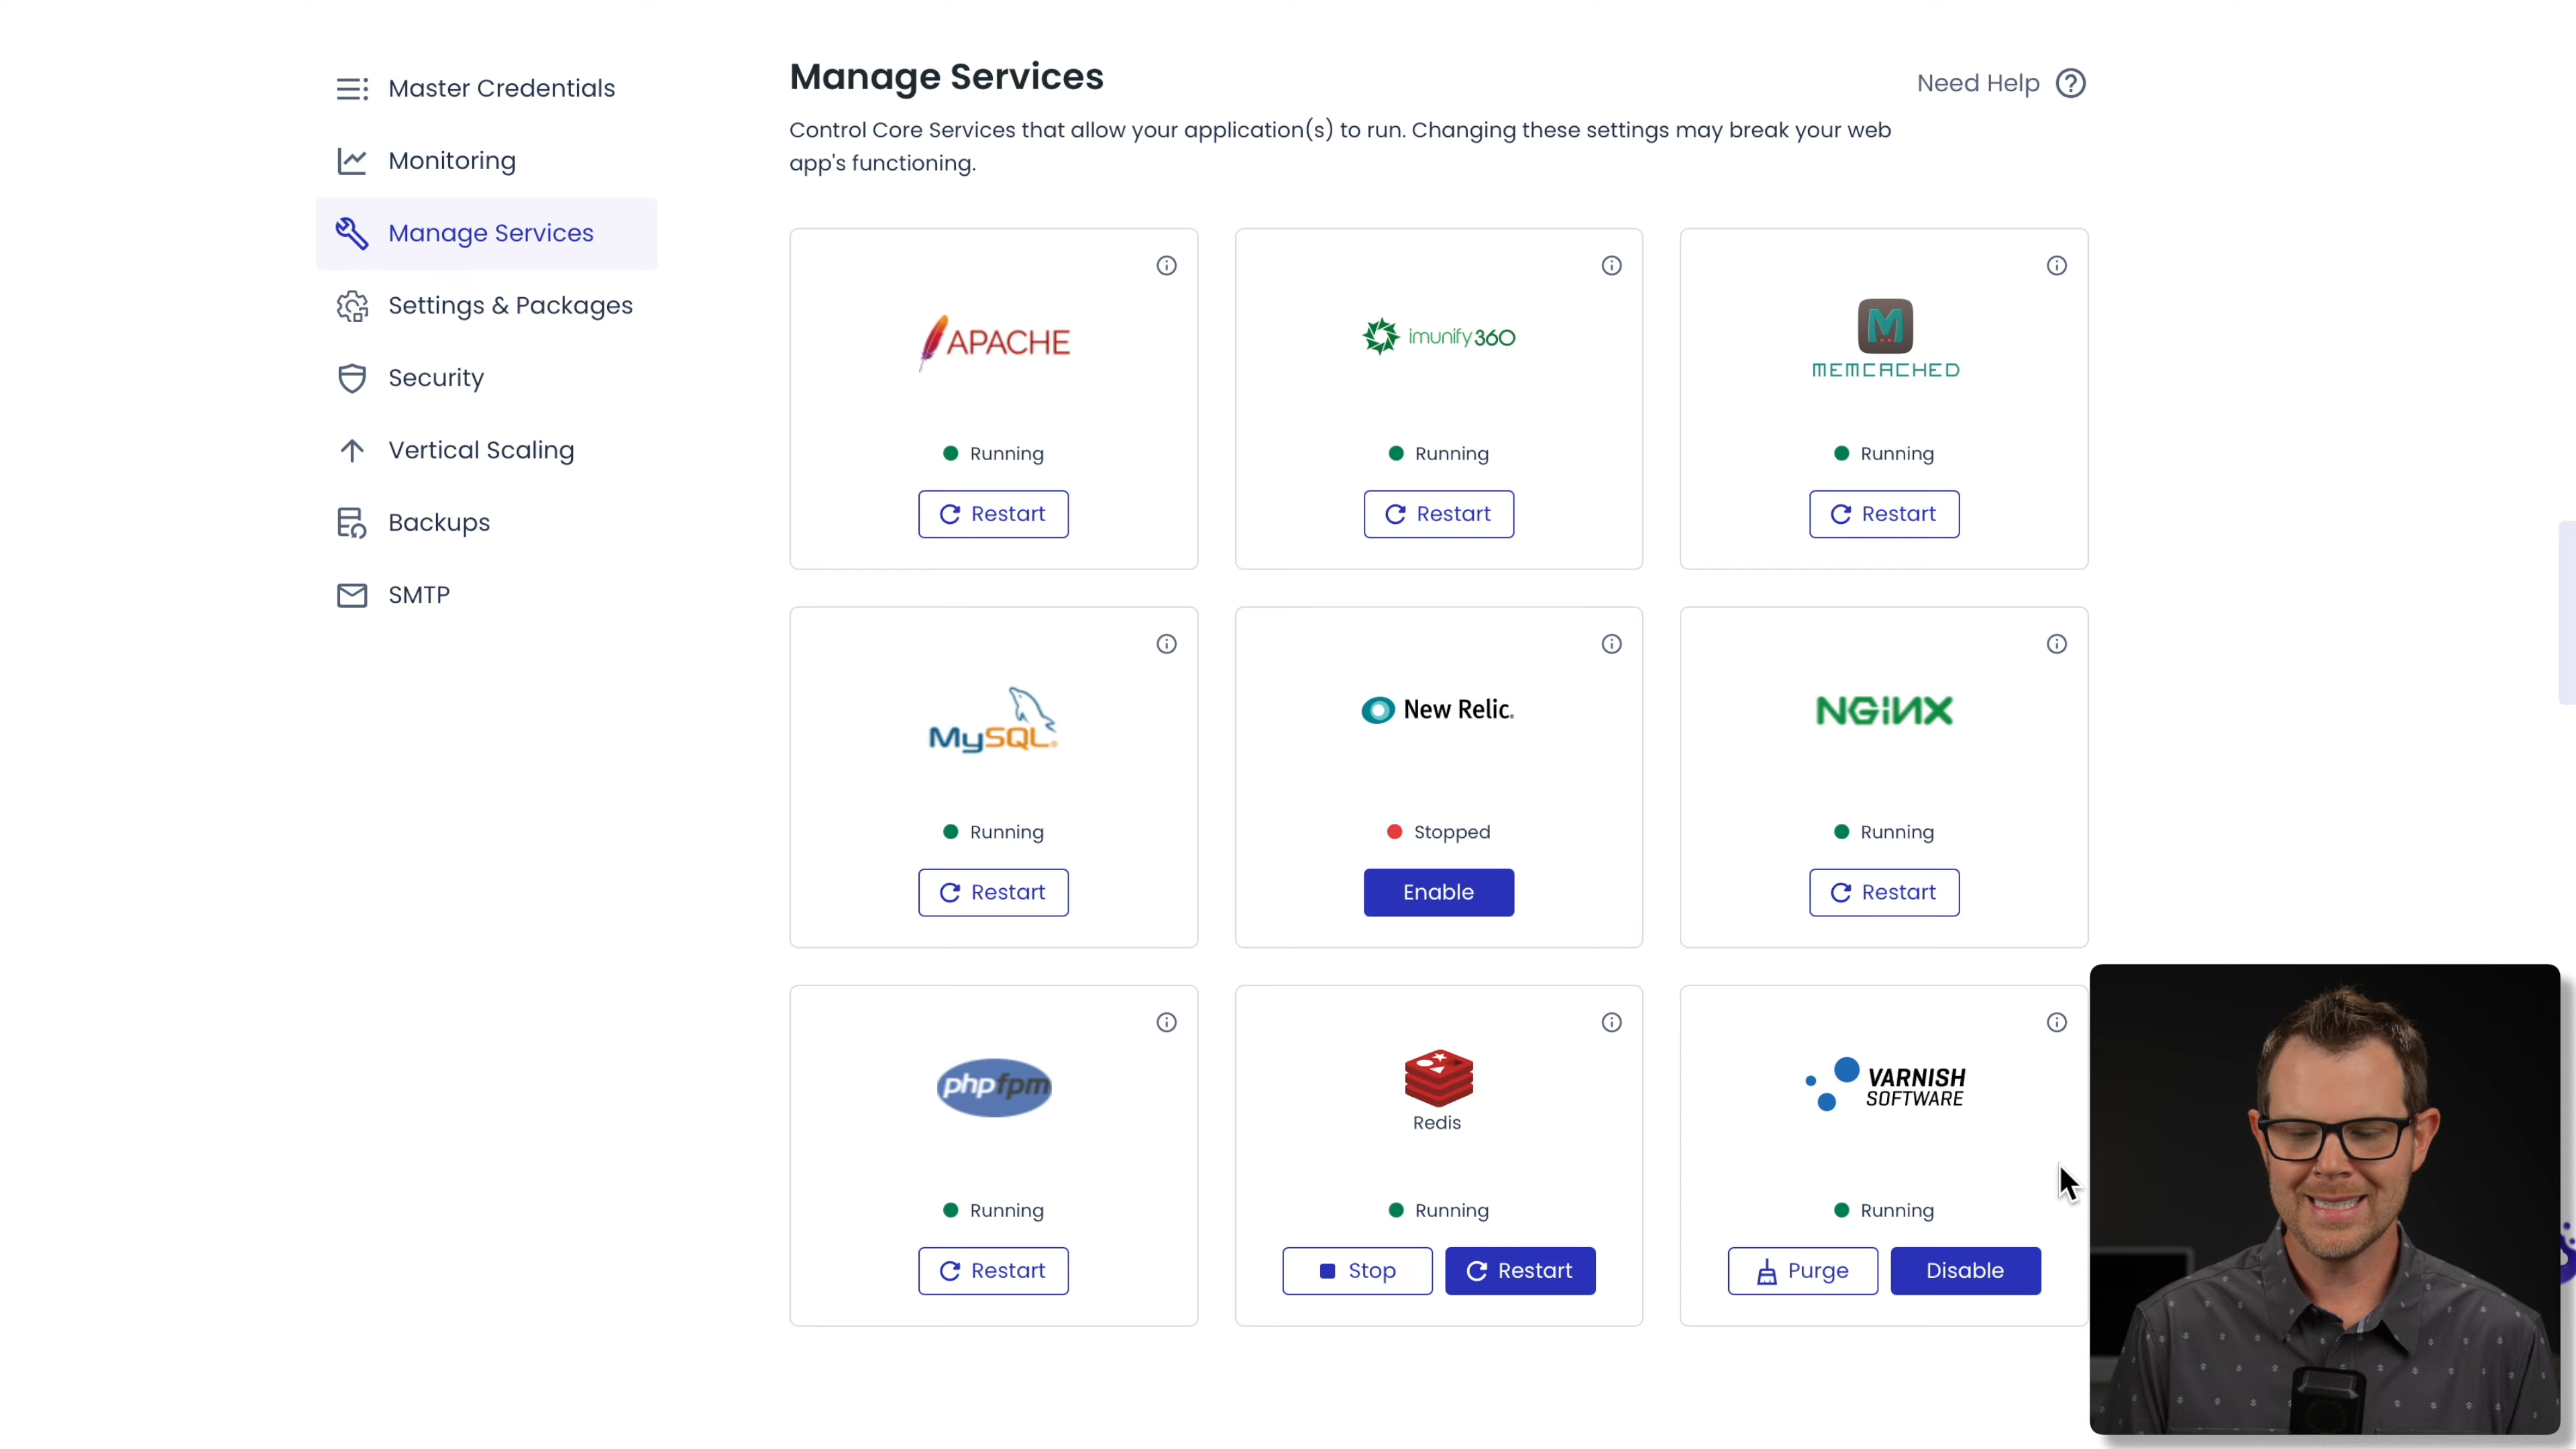 Master Credentials
Monitoring
Manage Services
Settings & Packages
Security
Vertical Scaling
Backups
SMTP
Manage Services
Need Help
Control Core Services that allow your application(s) to run. Changing these settings may break your web
app's functioning.
APACHE
Running
Restart
imunify360
Running
Restart
MEMCACHED
Running
Restart
MySQL
Running
Restart
New Relic.
Stopped
Enable
NGINX
Running
Restart
phpfpm
Running
Restart
Redis
Running
Stop
Restart
VARNISH
SOFTWARE
Running
Purge
Disable